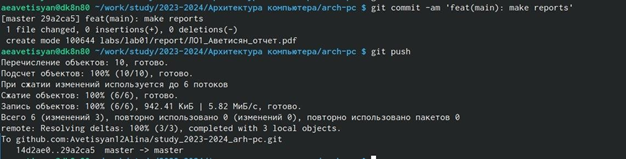 aeavetisyan@dk8n80 ~/work/study/2023-2024/Архитектура компьютера/arch-pc $ git commit -am 'feat(main): make reports'
[master 29a2ca5] feat(main): make reports
1 file changed, 0 insertions(+), 0 deletions(-)
create mode 100644 labs/lab01/report/ЛО1_Аветисян_отчет.pdf
aeavetisyan@dk8n80 ~/work/study/2023-2024/Архитектура компьютера/arch-pc $ git push
Перечисление объектов: 10, готово.
Подсчет объектов: 100% (10/10), готово.
При сжатии изменений используется до 6 потоков
Сжатие объектов: 100% (6/6), готово.
Запись объектов: 100% (6/6), 942.41 КиБ | 5.82 МиБ/с, готово.
Всего 6 (изменений 3), повторно использовано 0 (изменений 0), повторно использовано пакетов 0
remote: Resolving deltas: 100% (3/3), completed with 3 local objects.
To github.com:Avetisyan12Alina/study_2023-2024_arh-pc.git
14d2ae0..29a2ca5 master -> master